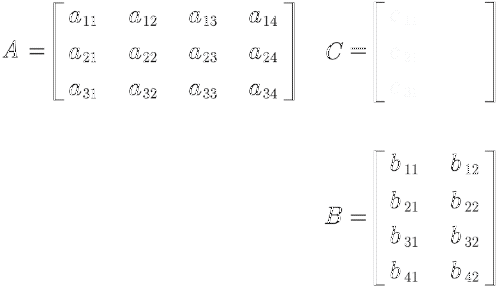 A = [ a11 a12 a13 a14
a21 a22 a23 a24
a31 a32 a33 a34 ]
C = [ ]
B = [ b11 b12
b21 b22
b31 b32
b41 b42 ]